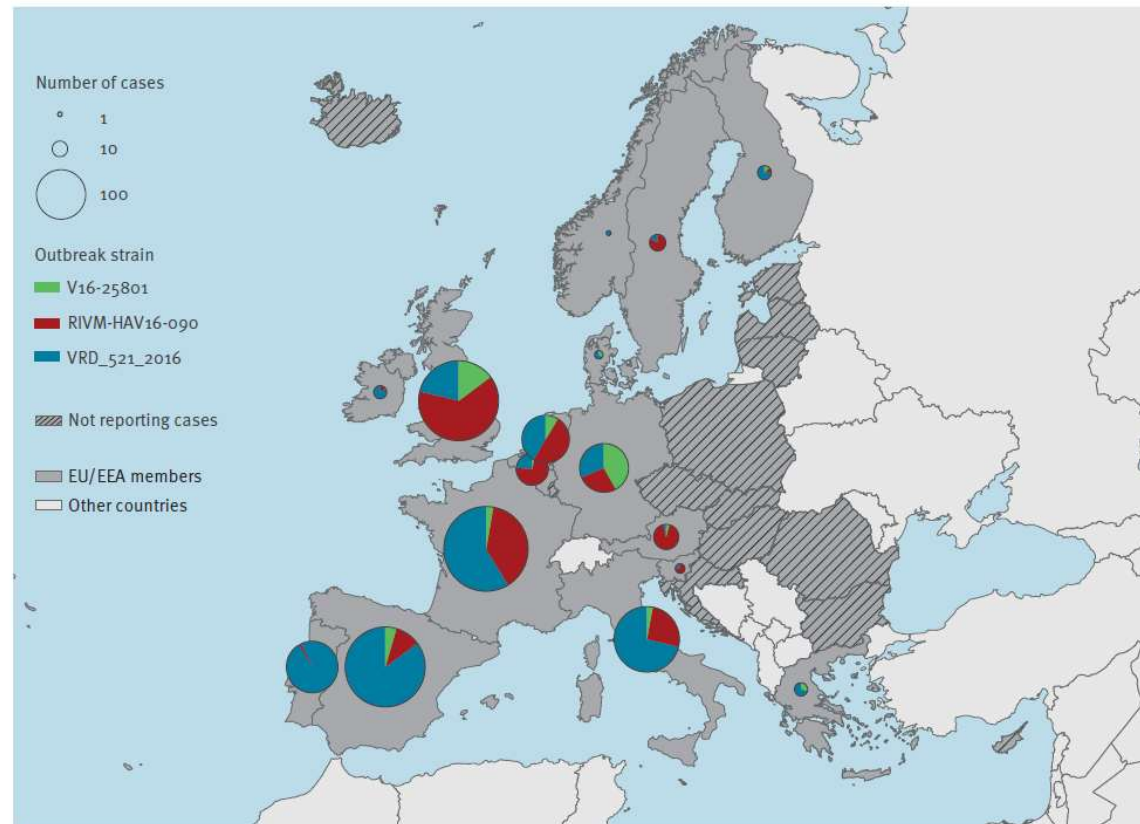 Number of cases
1
10
100
Outbreak strain
V16-25801
RIVM-HAV16-090
VRD_521_2016
Not reporting cases
EU/EEA members
Other countries